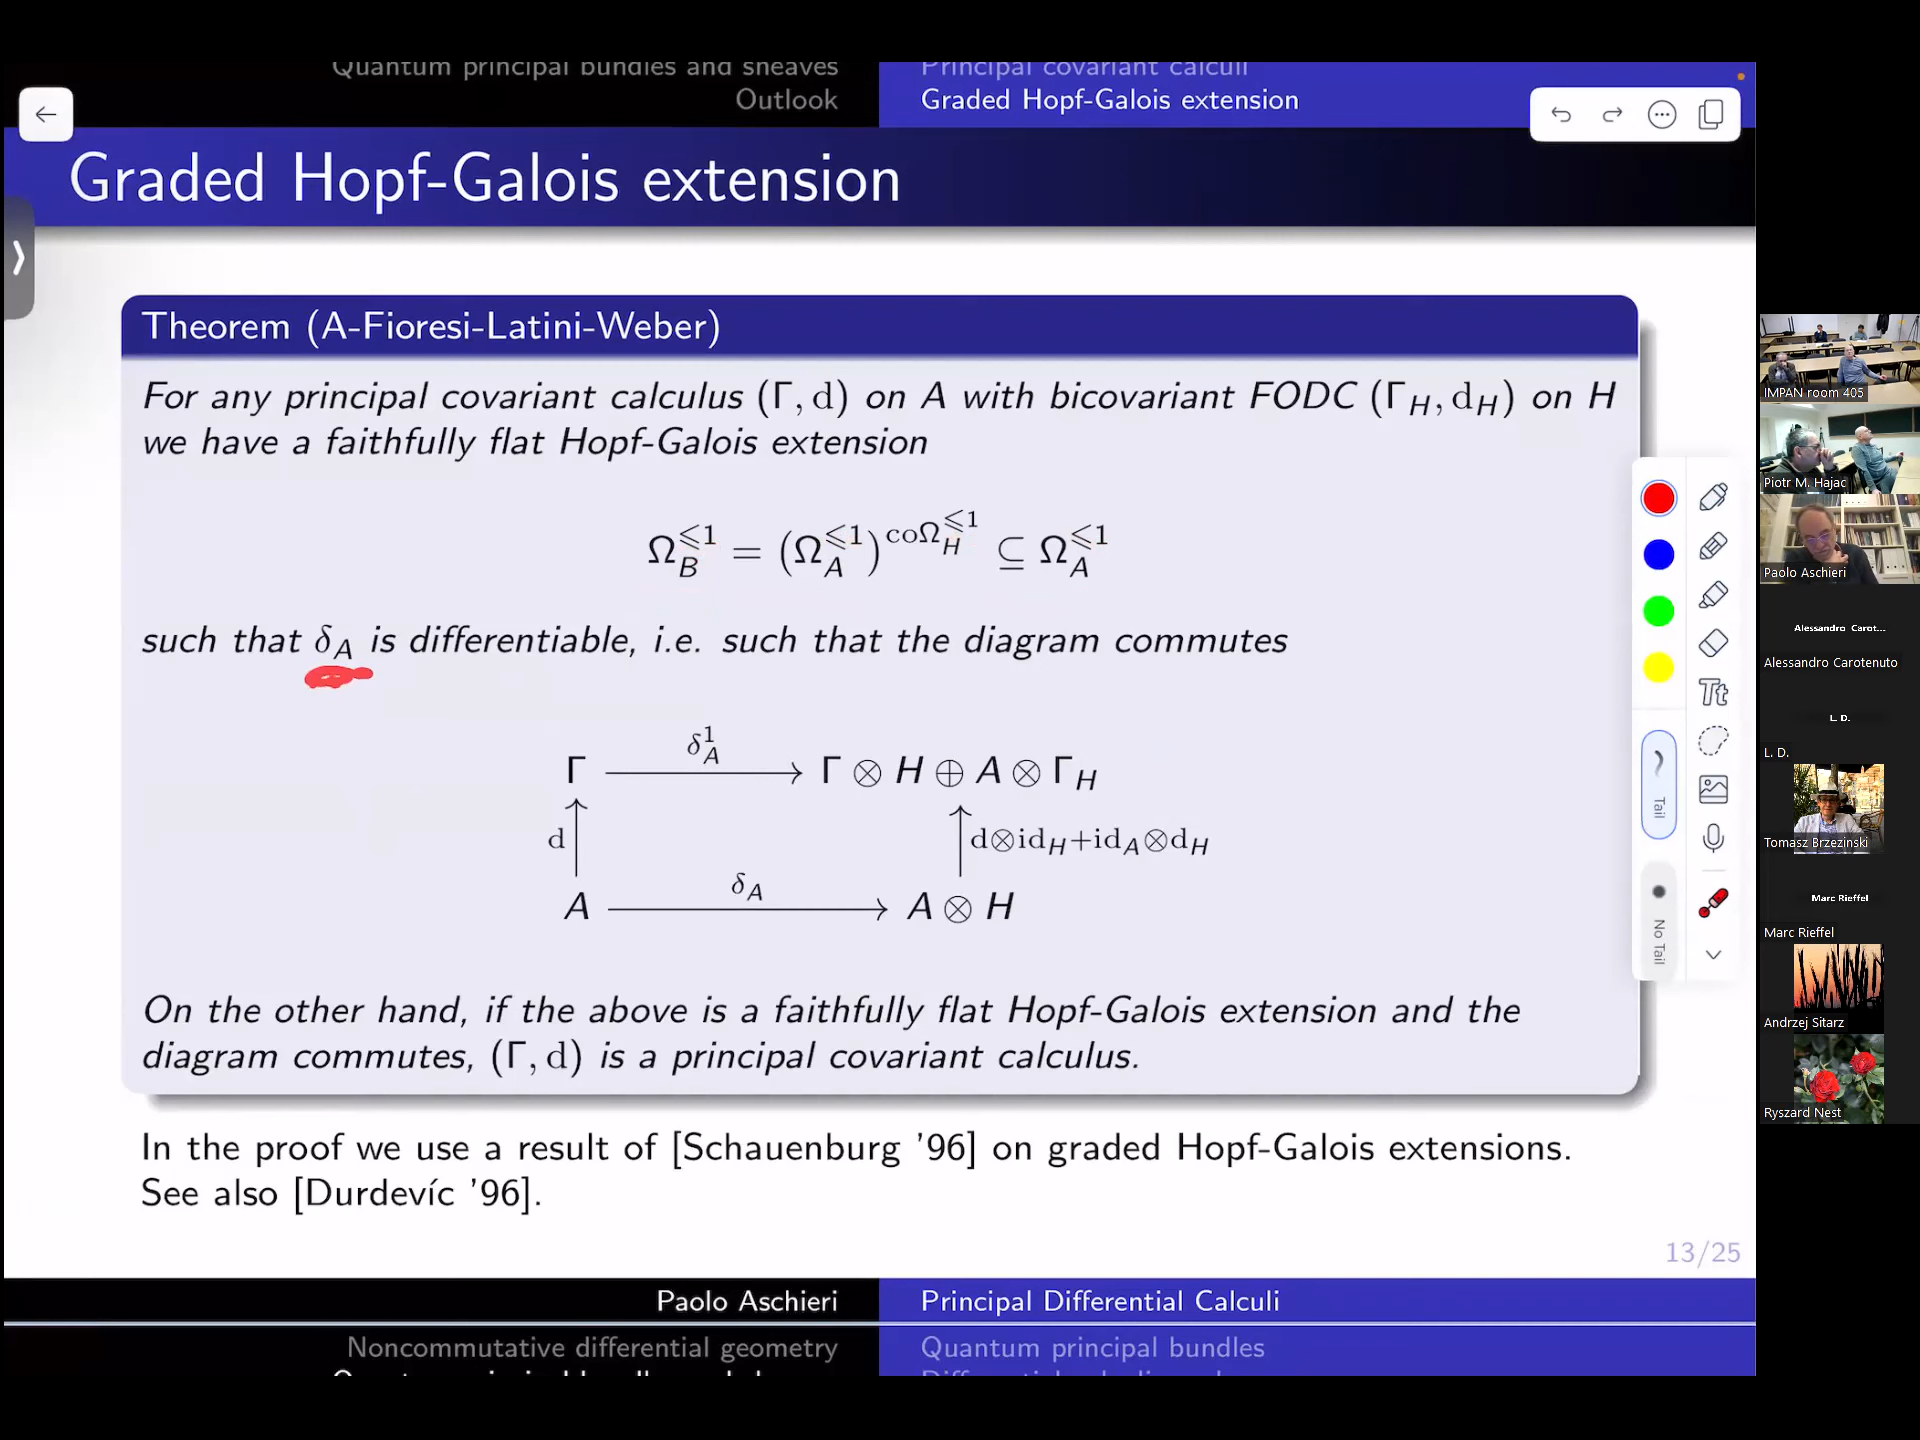 Quantum principal bundles and sheaves
Outlook
Principal covariant calculi
Graded Hopf-Galois extension
Graded Hopf-Galois extension
Theorem (A-Fioresi-Latini-Weber)
For any principal covariant calculus (Γ, d) on A with bicovariant FODC (Γ_H, d_H) on H
we have a faithfully flat Hopf-Galois extension
Ω_B^{⩽1} = (Ω_A^{⩽1})^{coΩ_H^{⩽1}} ⊆ Ω_A^{⩽1}
such that δ_A is differentiable, i.e. such that the diagram commutes
δ_A^1
Γ ⟶ Γ ⊗ H ⊕ A ⊗ Γ_H
d d⊗id_H+id_A⊗d_H
δ_A
A ⟶ A ⊗ H
On the other hand, if the above is a faithfully flat Hopf-Galois extension and the
diagram commutes, (Γ, d) is a principal covariant calculus.
In the proof we use a result of [Schauenburg '96] on graded Hopf-Galois extensions.
See also [Durdevíc '96].
13/25
Paolo Aschieri
Principal Differential Calculi
Noncommutative differential geometry
Quantum principal bundles
Tt
Tail
No Tail
IMPAN room 405
Piotr M. Hajac
Paolo Aschieri
Alessandro Carot...
Alessandro Carotenuto
L. D.
L. D.
Tomasz Brzezinski
Marc Rieffel
Marc Rieffel
Andrzej Sitarz
Ryszard Nest